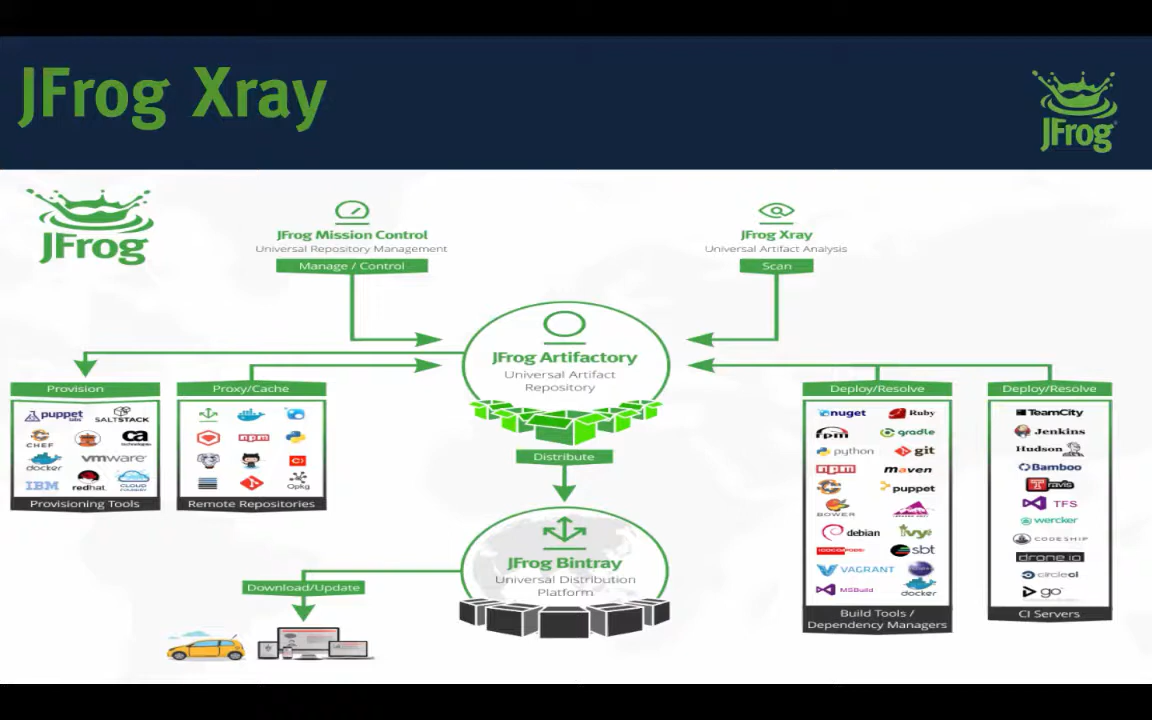 JFrog Xray
JFrog
JFrog
JFrog Mission Control
Universal Repository Management
Manage / Control
JFrog Xray
Universal Artifact Analysis
Scan
JFrog Artifactory
Universal Artifact
Repository
Distribute
JFrog Bintray
Universal Distribution
Platform
Download/Update
Provision
puppet labs
SALTSTACK
CHEF
ca technologies
docker
vmware
IBM
redhat
CLOUD FOUNDRY
Provisioning Tools
Proxy/Cache
npm
Opkg
Remote Repositories
Deploy/Resolve
nuget
Ruby
rpm
gradle
python
git
npm
maven
puppet
BOWER
debian
ivy
sbt
VAGRANT
MSBuild
docker
Build Tools /
Dependency Managers
Deploy/Resolve
TeamCity
Jenkins
Hudson
Bamboo
Travis
TFS
wercker
CODESHIP
drone.io
circleci
go
CI Servers